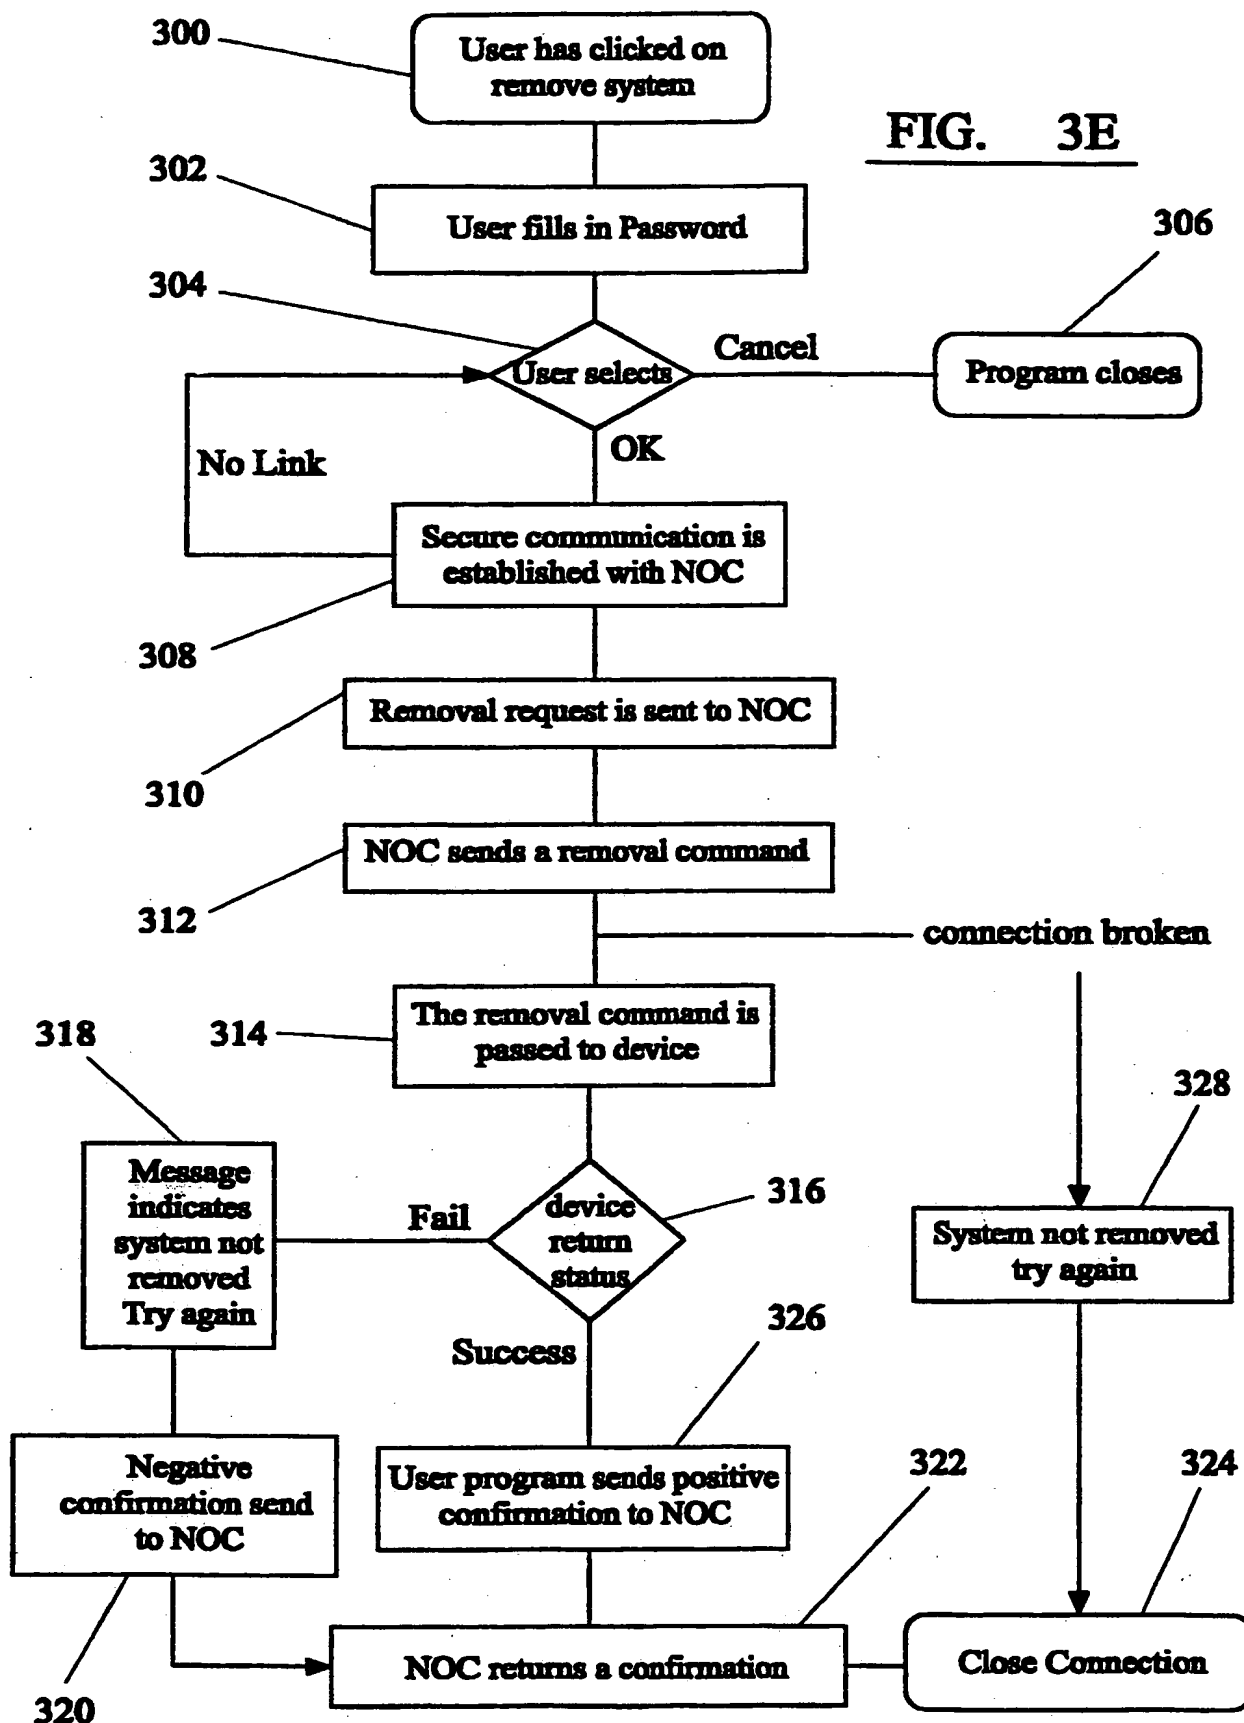 300
User has clicked on
remove system
FIG. 3E
302
User fills in Password
306
304
Cancel
User selects
Program closes
OK
No Link
Secure communication is
established with NOC
308
Removal request is sent to NOC
310
NOC sends a removal command
312
connection broken
The removal command is
passed to device
314
318
328
Message
indicates
system not
removed
Try again
Fail
device
return
status
316
System not removed
try again
326
Success
Negative
confirmation send
to NOC
User program sends positive
confirmation to NOC
322
324
NOC returns a confirmation
Close Connection
320